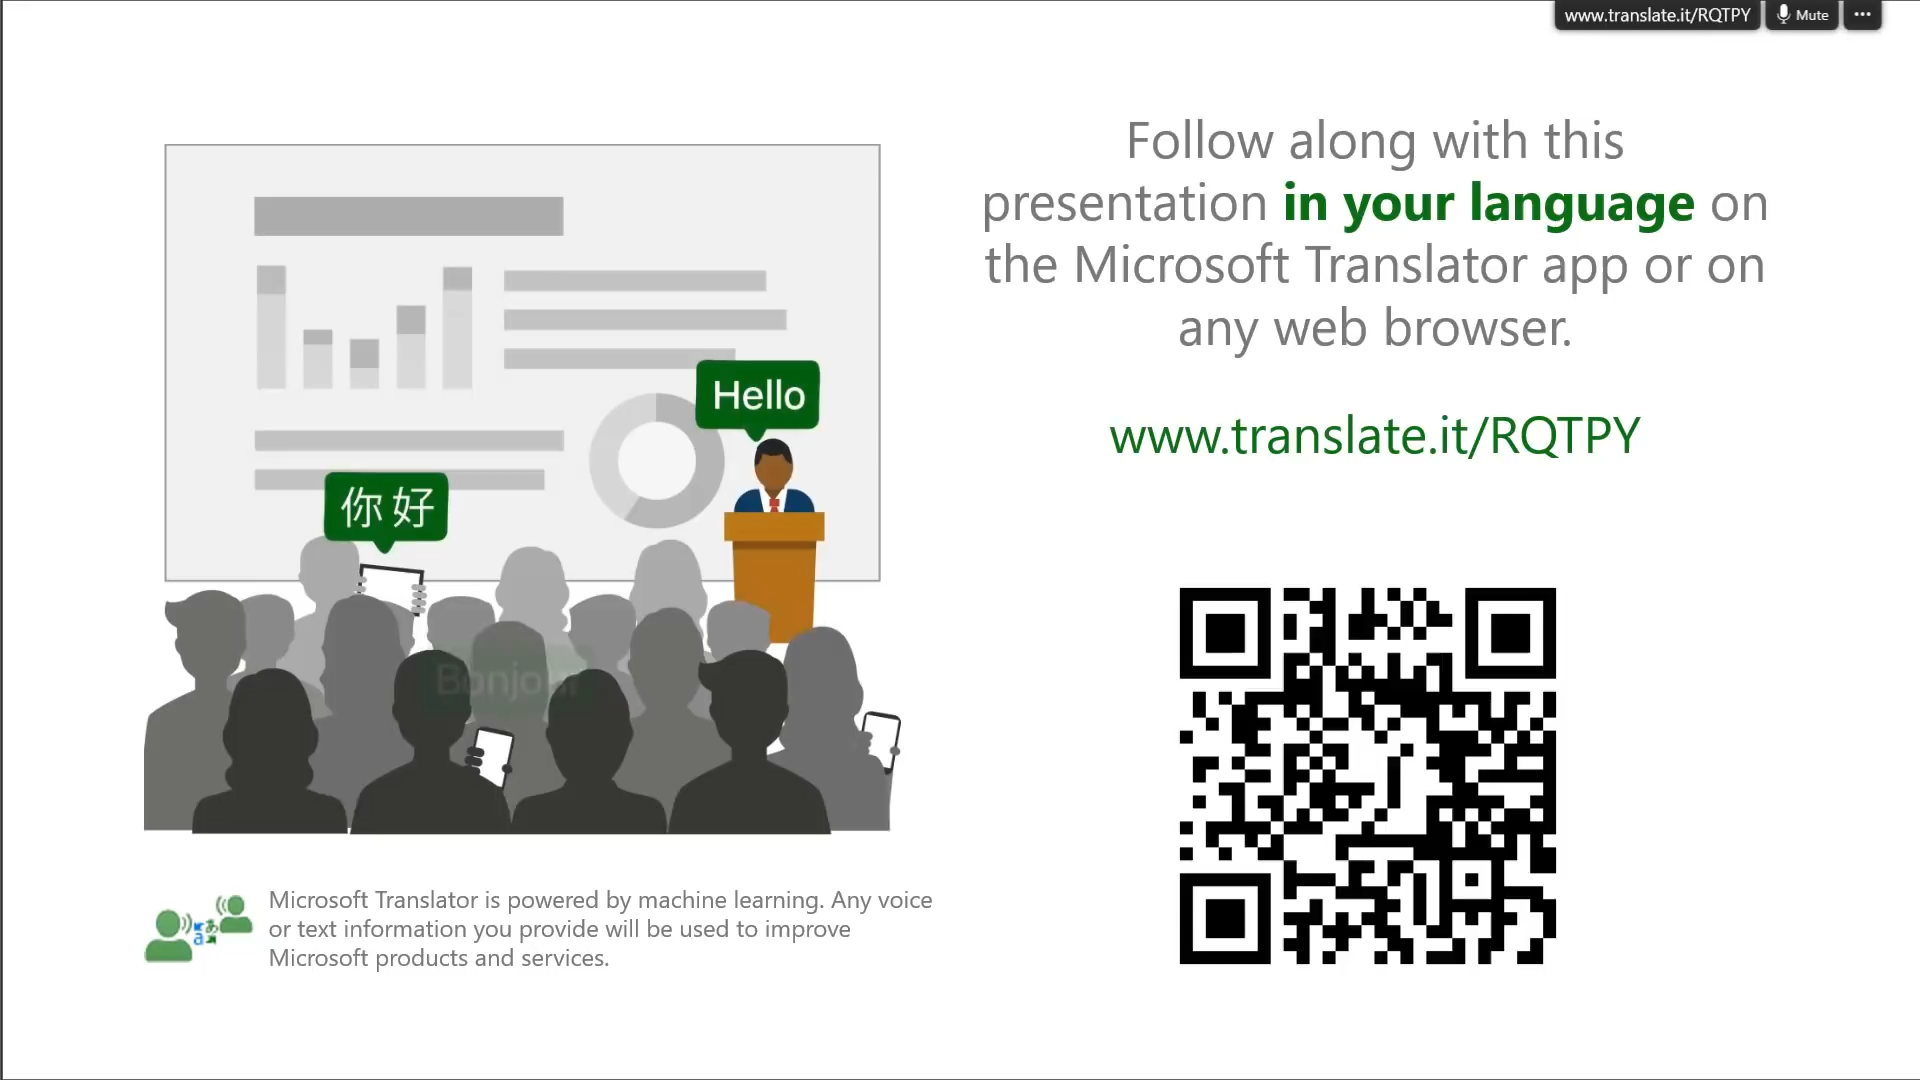 www.translate.it/RQTPY
Mute
Follow along with this
presentation in your language on
the Microsoft Translator app or on
any web browser.
www.translate.it/RQTPY
Hello
你好
Bonjour
Microsoft Translator is powered by machine learning. Any voice
or text information you provide will be used to improve
Microsoft products and services.